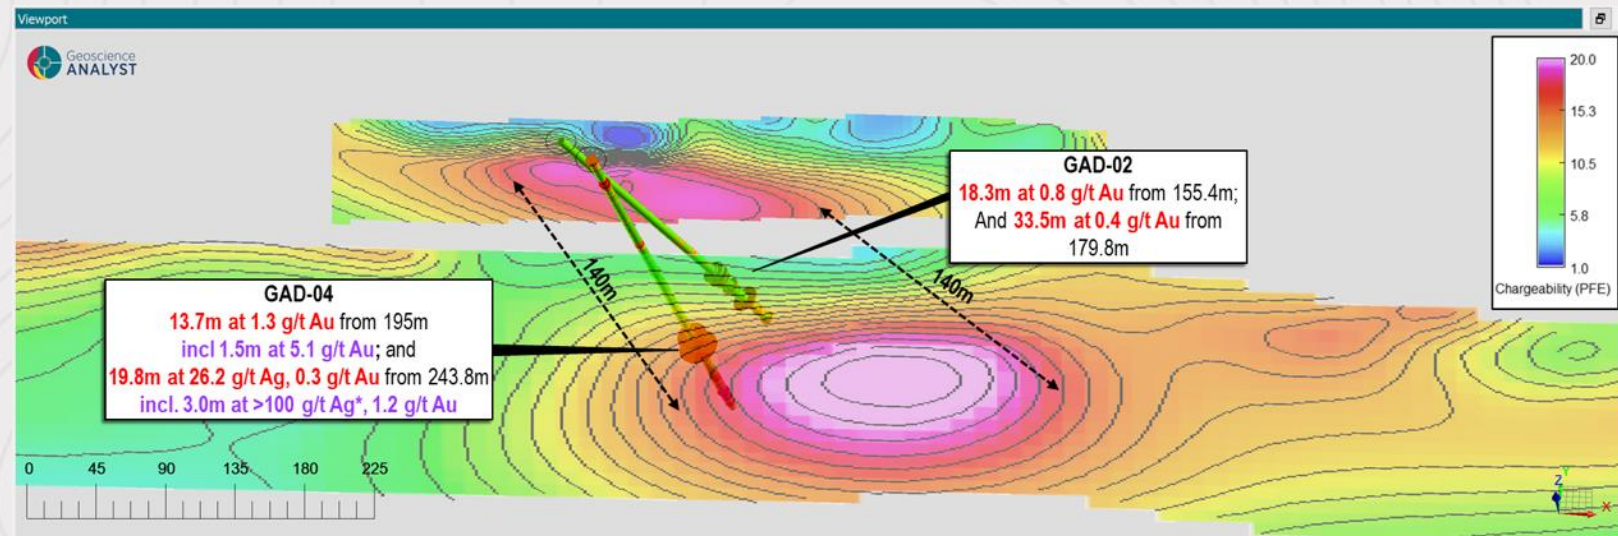 Viewport
Geoscience
ANALYST
20.0
15.3
10.5
5.8
1.0
Chargeability (PFE)
GAD-02
18.3m at 0.8 g/t Au from 155.4m;
And 33.5m at 0.4 g/t Au from
179.8m
140m
140m
GAD-04
13.7m at 1.3 g/t Au from 195m
incl 1.5m at 5.1 g/t Au; and
19.8m at 26.2 g/t Ag, 0.3 g/t Au from 243.8m
incl. 3.0m at >100 g/t Ag*, 1.2 g/t Au
0 45 90 135 180 225
Y
Z
X